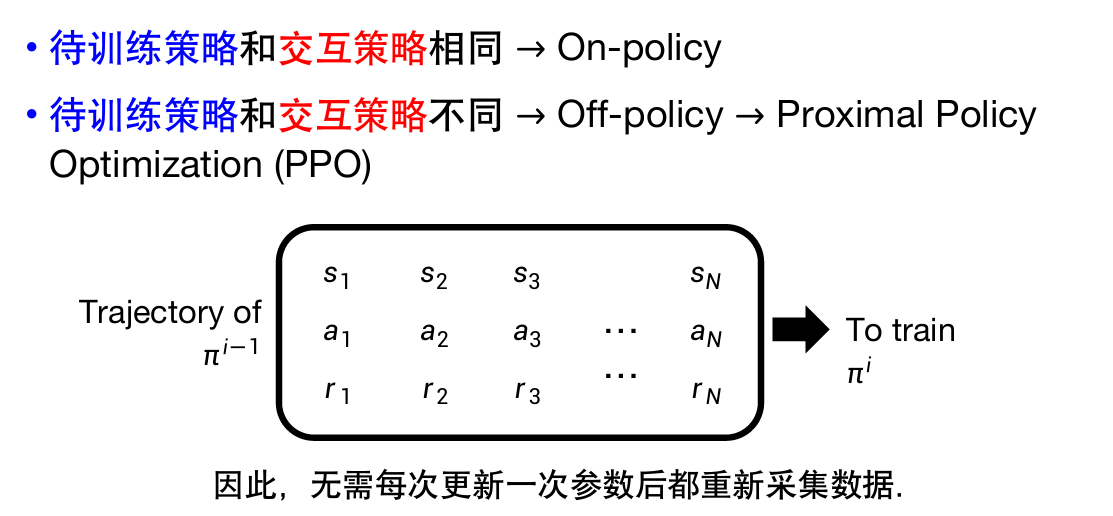 • 待训练策略和交互策略相同 → On-policy
• 待训练策略和交互策略不同 → Off-policy → Proximal Policy
Optimization (PPO)
Trajectory of
π^{i−1}
s_1 s_2 s_3 s_N
a_1 a_2 a_3 ⋯ a_N
r_1 r_2 r_3 ⋯ r_N
To train
π^i
因此，无需每次更新一次参数后都重新采集数据.